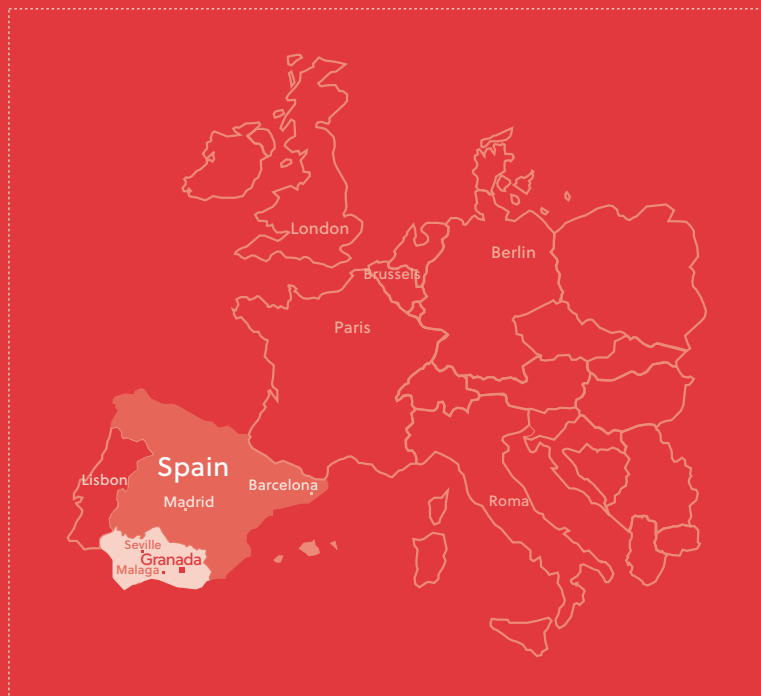 London
Berlin
Brussels
Paris
Spain
Lisbon
Barcelona
Madrid
Roma
Seville
Granada
Malaga